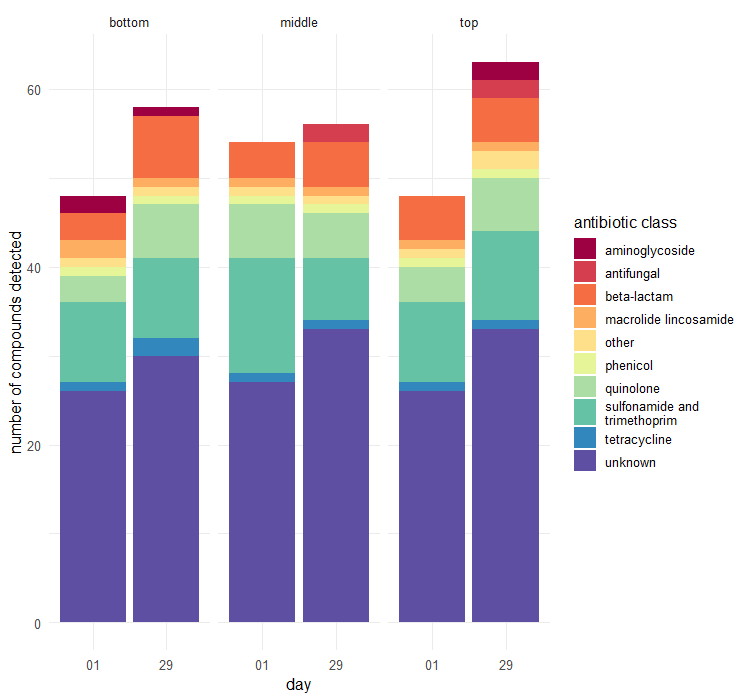 bottom
middle
top
number of compounds detected
60
40
20
0
01
29
01
29
01
29
day
antibiotic class
aminoglycoside
antifungal
beta-lactam
macrolide lincosamide
other
phenicol
quinolone
sulfonamide and
trimethoprim
tetracycline
unknown